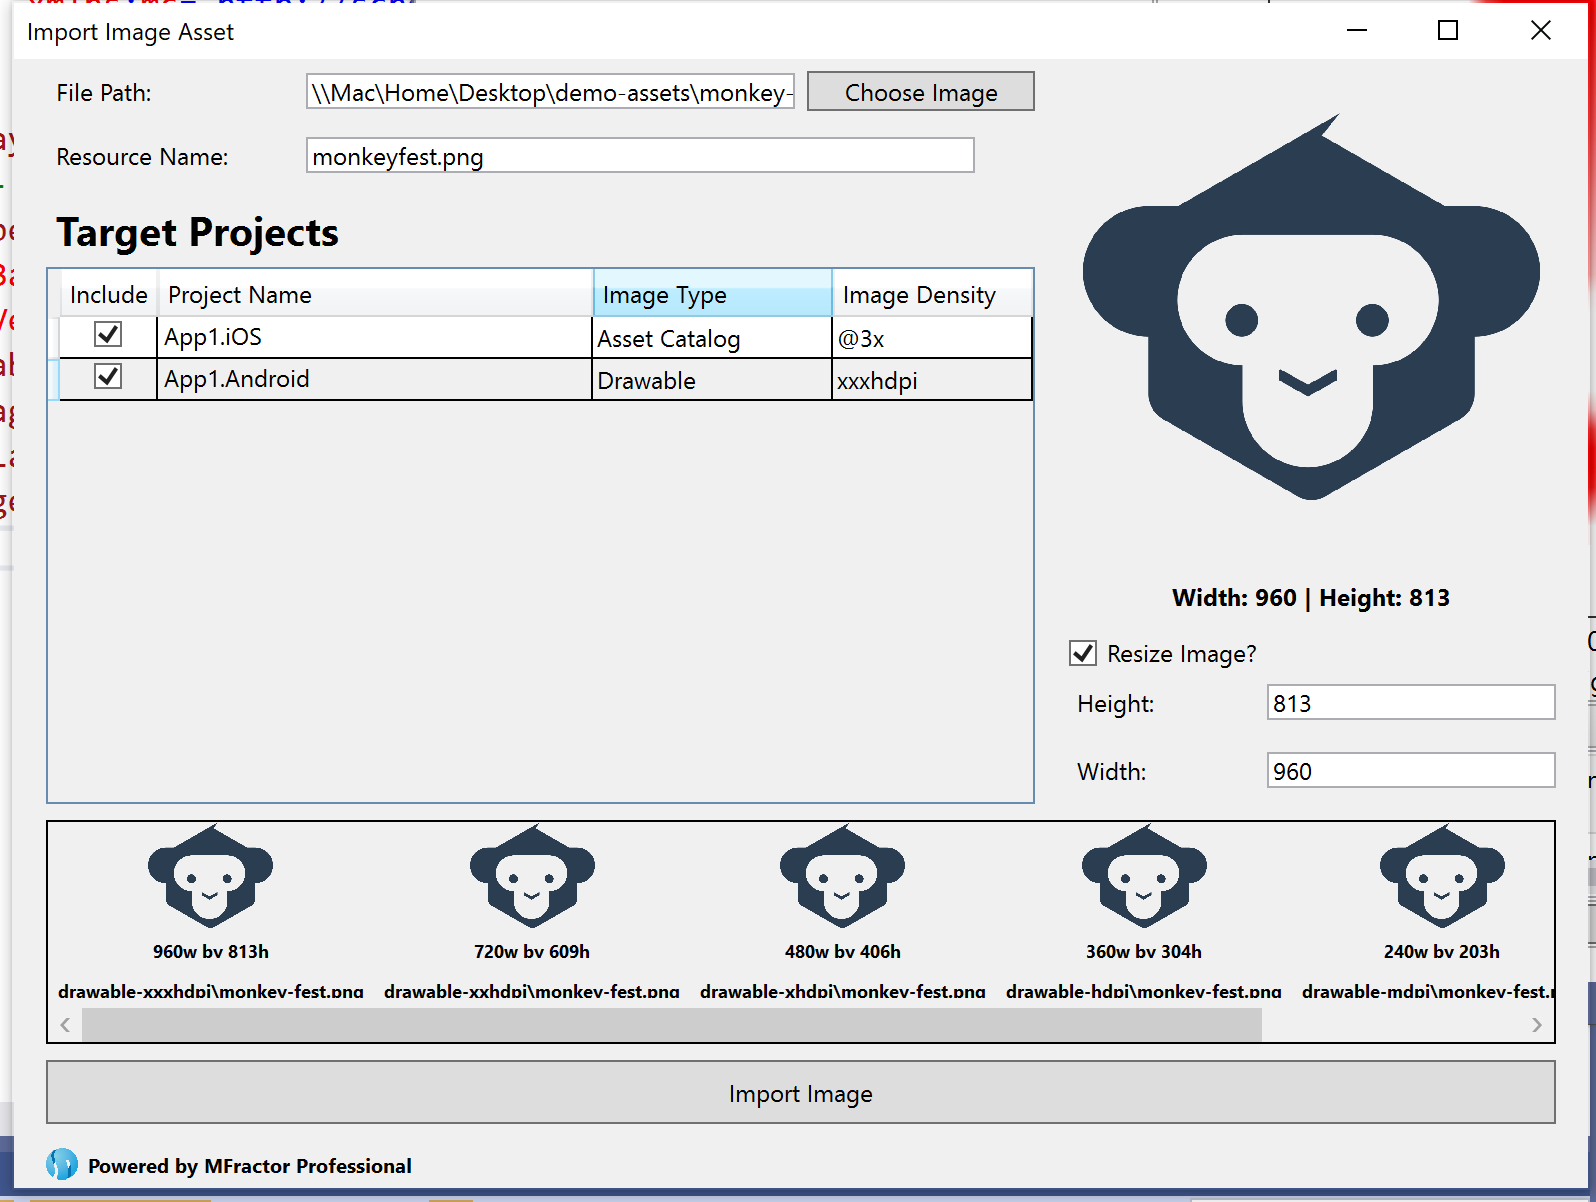 Import Image Asset
File Path: \\Mac\Home\Desktop\demo-assets\monkey- Choose Image
Resource Name: monkeyfest.png
Target Projects
Include Project Name Image Type Image Density
App1.iOS Asset Catalog @3x
App1.Android Drawable xxxhdpi
Width: 960 | Height: 813
Resize Image?
Height: 813
Width: 960
960w by 813h 720w by 609h 480w by 406h 360w by 304h 240w by 203h
drawable-xxxhdpi\monkey-fest.png drawable-xxhdpi\monkey-fest.png drawable-xhdpi\monkey-fest.png drawable-hdpi\monkey-fest.png drawable-mdpi\monkey-fest.
Import Image
Powered by MFractor Professional